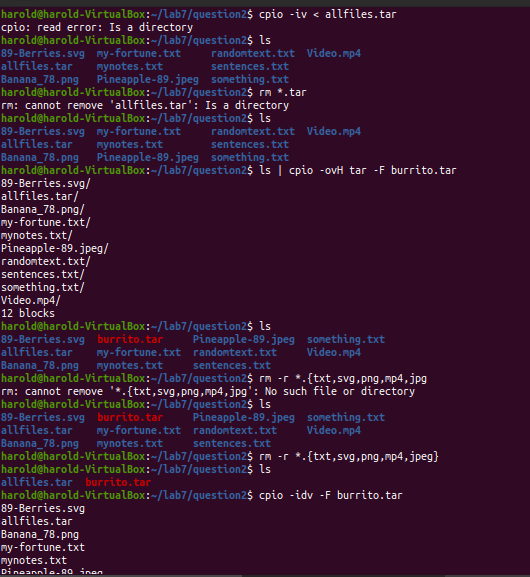 harold@harold-VirtualBox:~/lab7/question2$ cpio -iv < allfiles.tar
cpio: read error: Is a directory
harold@harold-VirtualBox:~/lab7/question2$ ls
89-Berries.svg  my-fortune.txt    randomtext.txt  Video.mp4
allfiles.tar    mynotes.txt       sentences.txt
Banana_78.png   Pineapple-89.jpeg  something.txt
harold@harold-VirtualBox:~/lab7/question2$ rm *.tar
rm: cannot remove 'allfiles.tar': Is a directory
harold@harold-VirtualBox:~/lab7/question2$ ls
89-Berries.svg  my-fortune.txt    randomtext.txt  Video.mp4
allfiles.tar    mynotes.txt       sentences.txt
Banana_78.png   Pineapple-89.jpeg  something.txt
harold@harold-VirtualBox:~/lab7/question2$ ls | cpio -ovH tar -F burrito.tar
89-Berries.svg/
allfiles.tar/
Banana_78.png/
my-fortune.txt/
mynotes.txt/
Pineapple-89.jpeg/
randomtext.txt/
sentences.txt/
something.txt/
Video.mp4/
12 blocks
harold@harold-VirtualBox:~/lab7/question2$ ls
89-Berries.svg  burrito.tar     Pineapple-89.jpeg  something.txt
allfiles.tar    my-fortune.txt  randomtext.txt     Video.mp4
Banana_78.png   mynotes.txt     sentences.txt
harold@harold-VirtualBox:~/lab7/question2$ rm -r *.{txt,svg,png,mp4,jpg
rm: cannot remove '*.{txt,svg,png,mp4,jpg': No such file or directory
harold@harold-VirtualBox:~/lab7/question2$ ls
89-Berries.svg  burrito.tar     Pineapple-89.jpeg  something.txt
allfiles.tar    my-fortune.txt  randomtext.txt     Video.mp4
Banana_78.png   mynotes.txt     sentences.txt
harold@harold-VirtualBox:~/lab7/question2$ rm -r *.{txt,svg,png,mp4,jpeg}
harold@harold-VirtualBox:~/lab7/question2$ ls
allfiles.tar  burrito.tar
harold@harold-VirtualBox:~/lab7/question2$ cpio -idv -F burrito.tar
89-Berries.svg
allfiles.tar
Banana_78.png
my-fortune.txt
mynotes.txt
Pineapple-89.jpeg